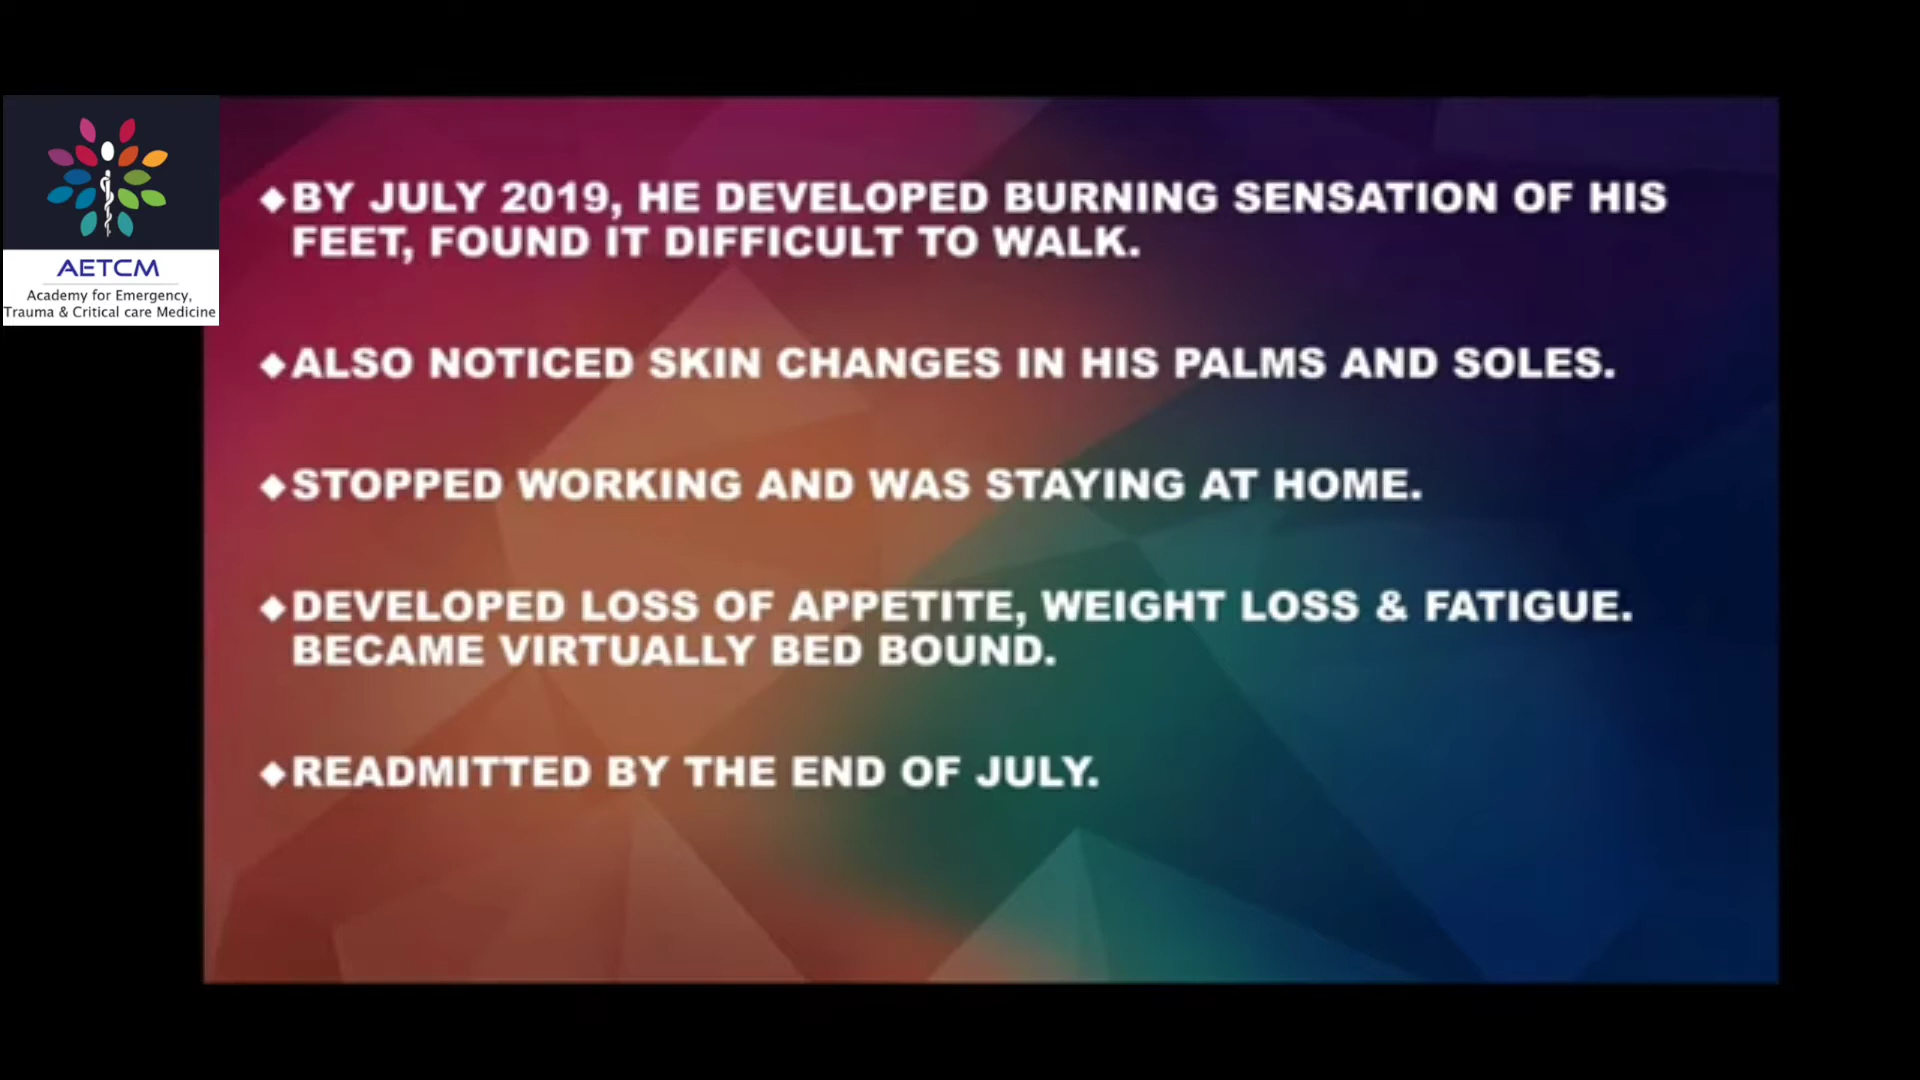 AETCM
Academy for Emergency,
Trauma & Critical care Medicine
◆BY JULY 2019, HE DEVELOPED BURNING SENSATION OF HIS
FEET, FOUND IT DIFFICULT TO WALK.
◆ALSO NOTICED SKIN CHANGES IN HIS PALMS AND SOLES.
◆STOPPED WORKING AND WAS STAYING AT HOME.
◆DEVELOPED LOSS OF APPETITE, WEIGHT LOSS & FATIGUE.
BECAME VIRTUALLY BED BOUND.
◆READMITTED BY THE END OF JULY.